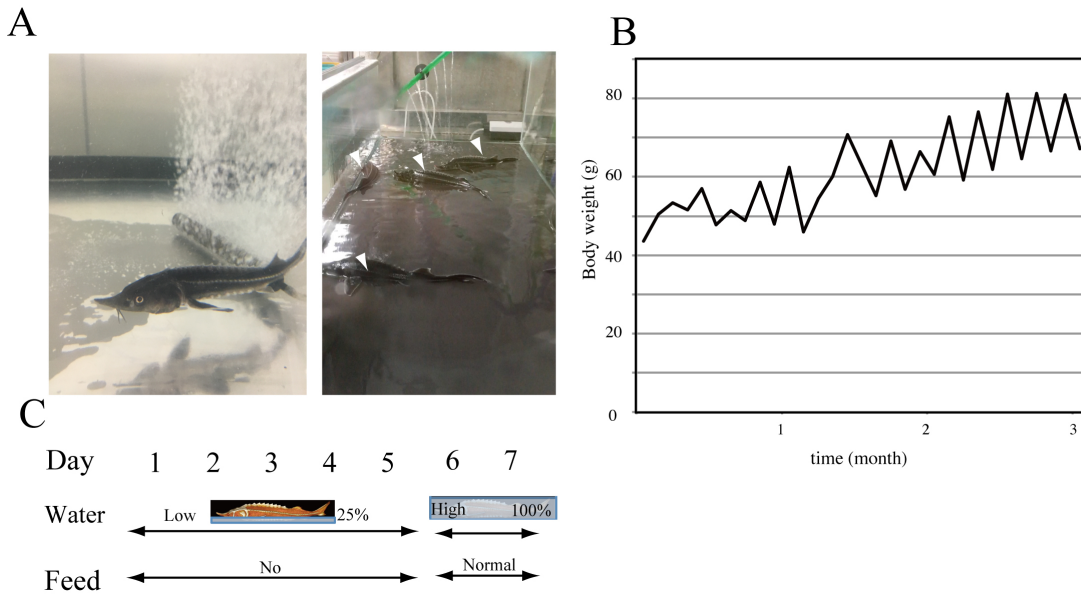 A
B
80
60
40
20
0
Body weight (g)
1 2 3
time (month)
C
Day 1 2 3 4 5 6 7
Water Low 25% High 100%
Feed No Normal